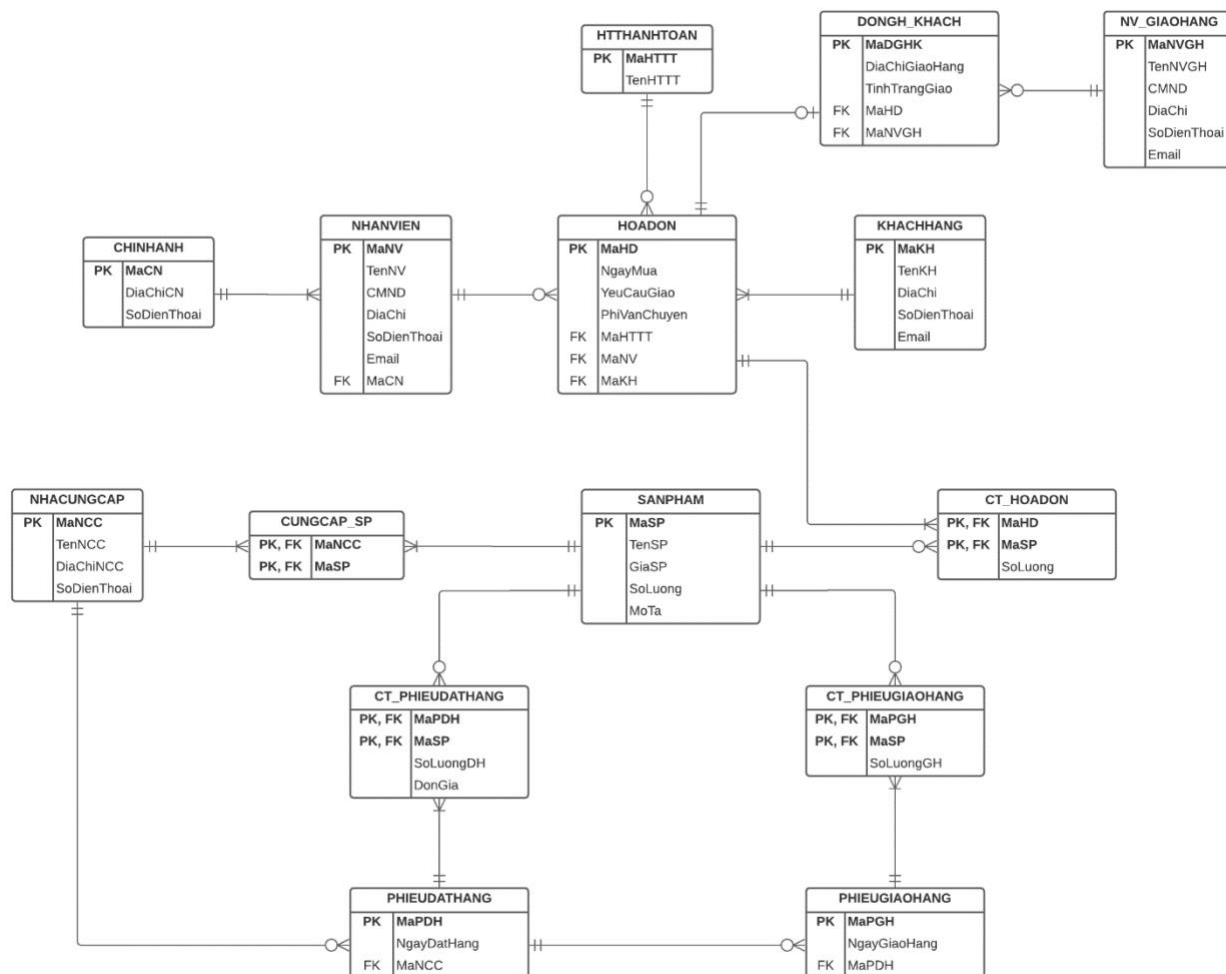 HTTHANHTOAN
PK MaHTTT
TenHTTT
DONGH_KHACH
PK MaDGHK
DiaChiGiaoHang
TinhTrangGiao
FK MaHD
FK MaNVGH
NV_GIAOHANG
PK MaNVGH
TenNVGH
CMND
DiaChi
SoDienThoai
Email
CHINHANH
PK MaCN
DiaChiCN
SoDienThoai
NHANVIEN
PK MaNV
TenNV
CMND
DiaChi
SoDienThoai
Email
FK MaCN
HOADON
PK MaHD
NgayMua
YeuCauGiao
PhiVanChuyen
FK MaHTTT
FK MaNV
FK MaKH
KHACHHANG
PK MaKH
TenKH
DiaChi
SoDienThoai
Email
NHACUNGCAP
PK MaNCC
TenNCC
DiaChiNCC
SoDienThoai
CUNGCAP_SP
PK, FK MaNCC
PK, FK MaSP
SANPHAM
PK MaSP
TenSP
GiaSP
SoLuong
MoTa
CT_HOADON
PK, FK MaHD
PK, FK MaSP
SoLuong
CT_PHIEUDATHANG
PK, FK MaPDH
PK, FK MaSP
SoLuongDH
DonGia
CT_PHIEUGIAOHANG
PK, FK MaPGH
PK, FK MaSP
SoLuongGH
PHIEUDATHANG
PK MaPDH
NgayDatHang
FK MaNCC
PHIEUGIAOHANG
PK MaPGH
NgayGiaoHang
FK MaPDH